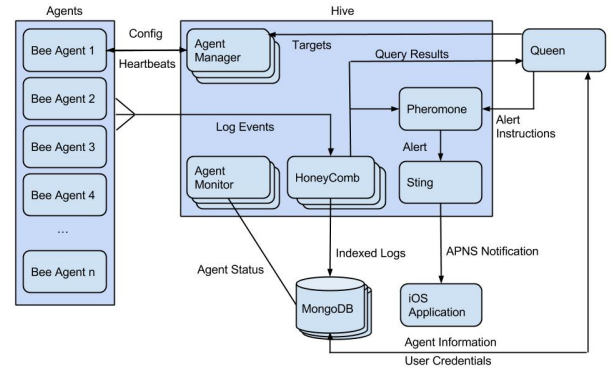 Agents
Hive
Bee Agent 1
Config
Heartbeats
Agent
Manager
Targets
Query Results
Queen
Bee Agent 2
Log Events
Pheromone
Alert
Instructions
Bee Agent 3
Alert
Agent
Monitor
HoneyComb
Sting
Bee Agent 4
...
Bee Agent n
Agent Status
Indexed Logs
APNS Notification
MongoDB
iOS
Application
Agent Information
User Credentials